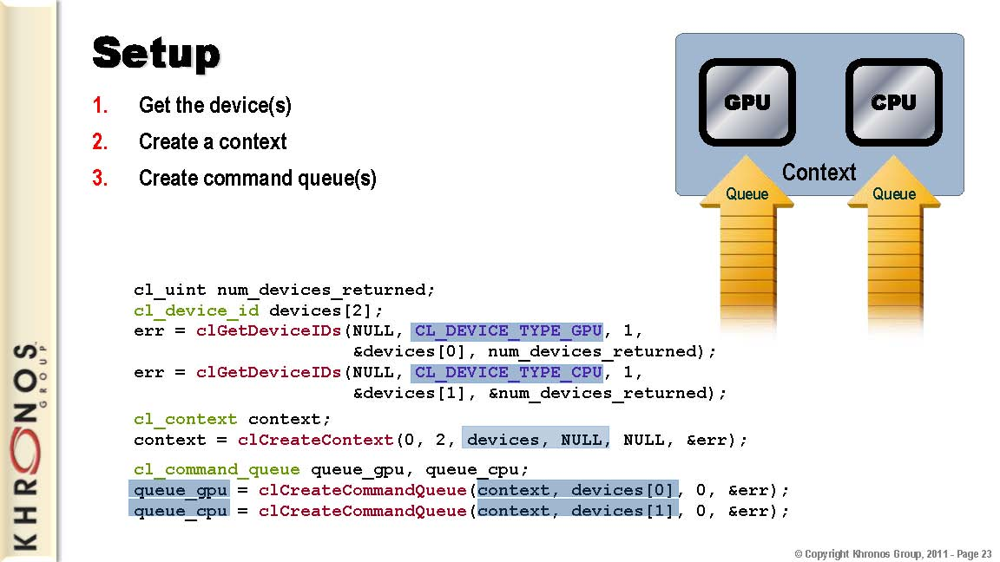 Setup
1. Get the device(s)
2. Create a context
3. Create command queue(s)
GPU
CPU
Context
Queue
Queue
cl_uint num_devices_returned;
cl_device_id devices[2];
err = clGetDeviceIDs(NULL, CL_DEVICE_TYPE_GPU, 1,
&devices[0], num_devices_returned);
err = clGetDeviceIDs(NULL, CL_DEVICE_TYPE_CPU, 1,
&devices[1], &num_devices_returned);
cl_context context;
context = clCreateContext(0, 2, devices, NULL, NULL, &err);
cl_command_queue queue_gpu, queue_cpu;
queue_gpu = clCreateCommandQueue(context, devices[0], 0, &err);
queue_cpu = clCreateCommandQueue(context, devices[1], 0, &err);
KHRONOS
GROUP
© Copyright Khronos Group, 2011 - Page 23